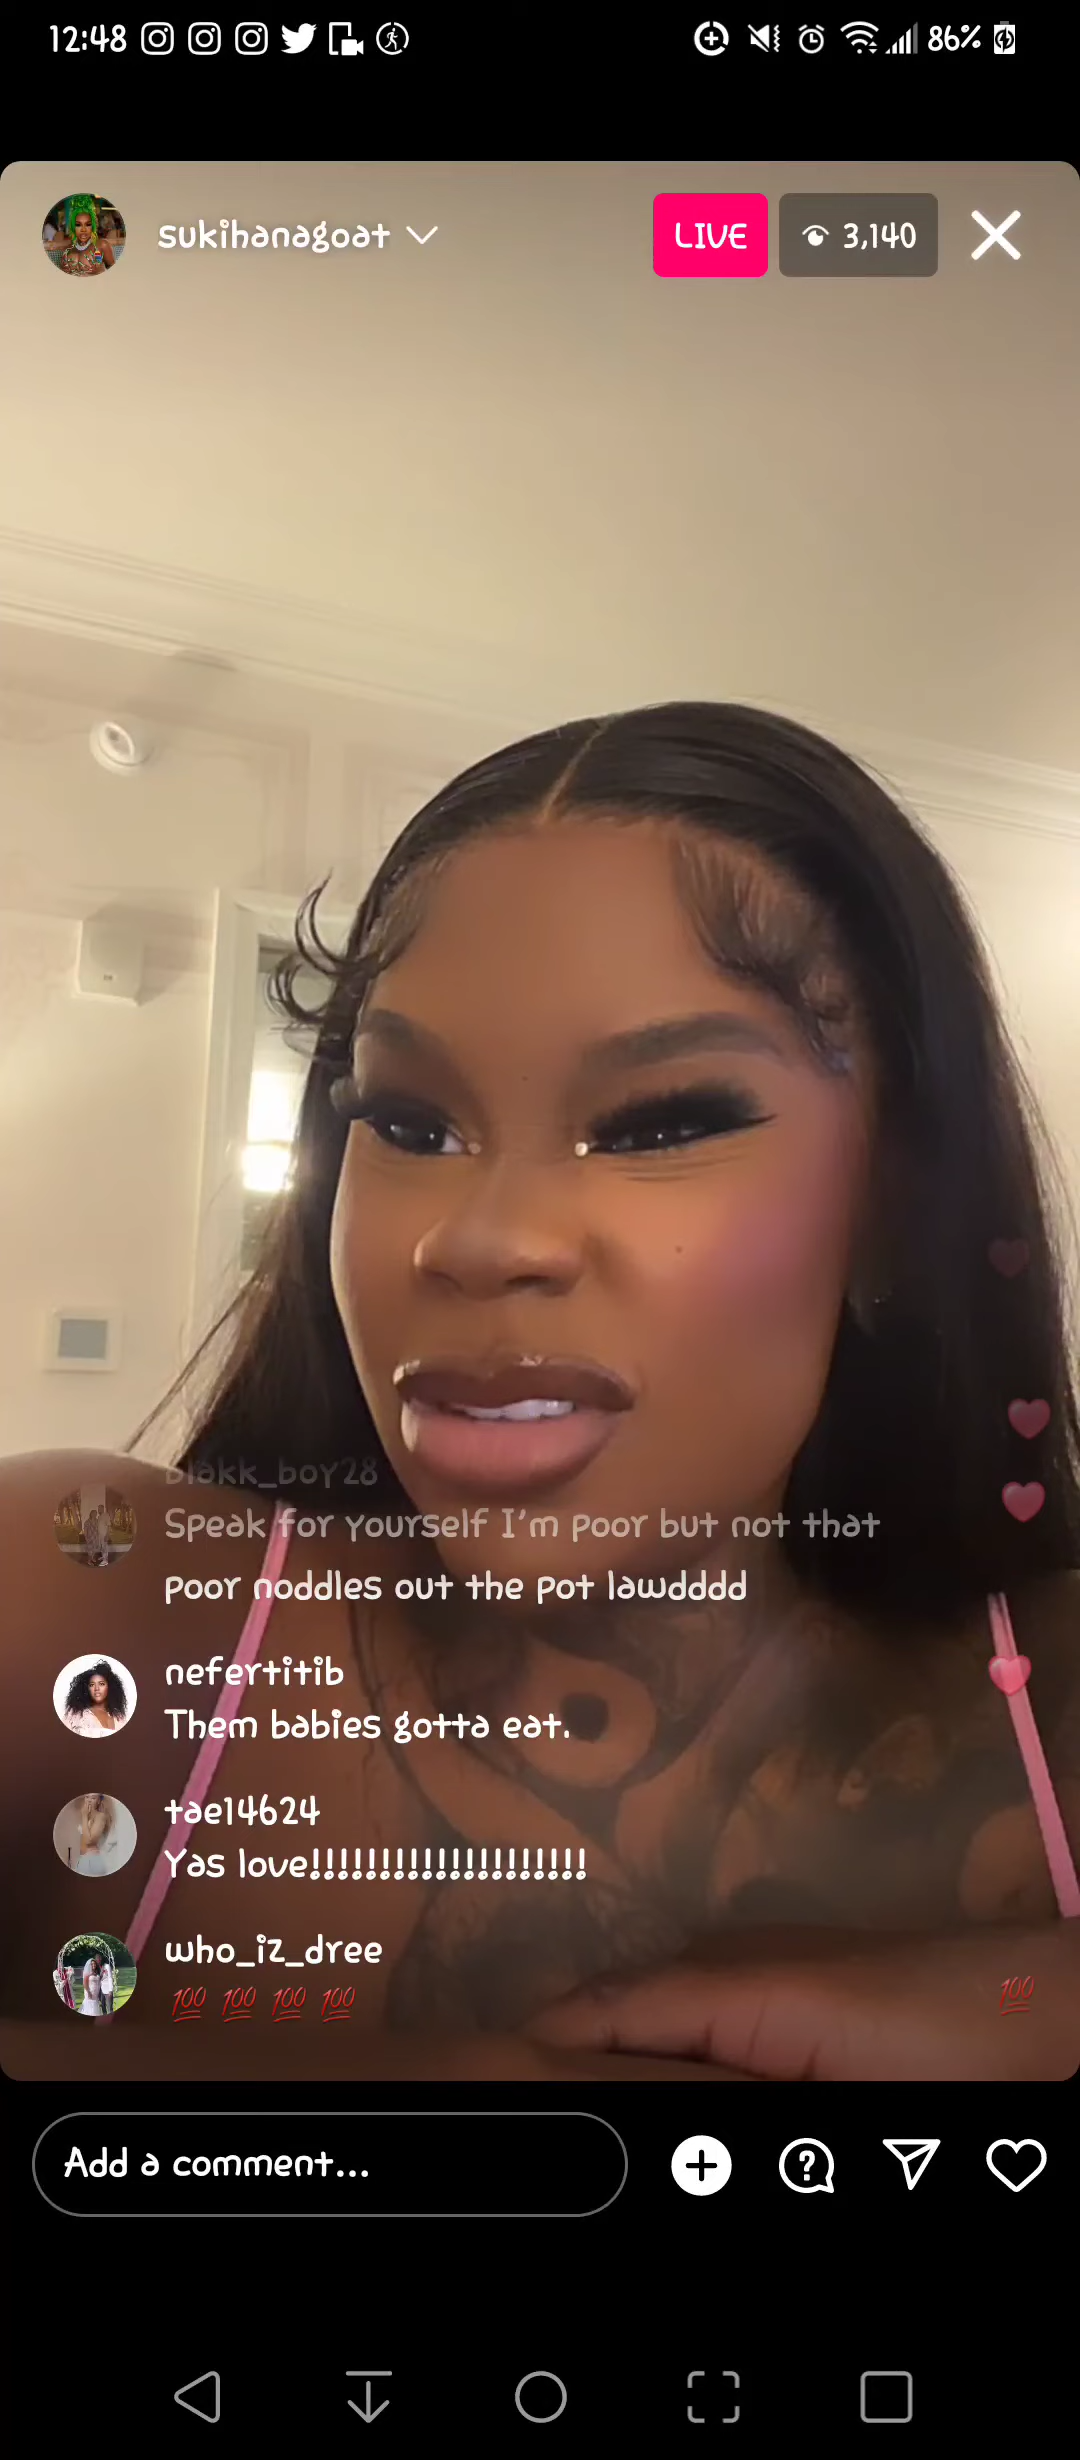 12:48
86%
sukihanagoat
LIVE
3,140
blakk_boy28
Speak for yourself I'm poor but not that
poor noddles out the pot lawdddd
nefertitib
Them babies gotta eat.
tae14624
Yas love!!!!!!!!!!!!!!!!!!!!
who_iz_dree
💯 💯 💯 💯
💯
Add a comment...